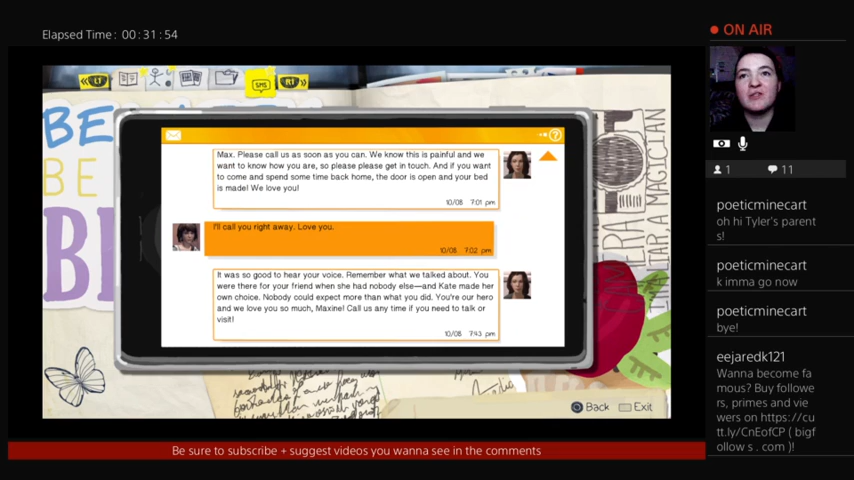 Elapsed Time: 00:31:54
ON AIR
LT
SMS
RT
BE
BE
Max. Please call us as soon as you can. We know this is painful and we
want to know how you are, so please please get in touch. And if you want
to come and spend some time back home, the door is open and your bed
is made! We love you!
10/08 7:01 pm
I'll call you right away. Love you.
10/08 7:02 pm
It was so good to hear your voice. Remember what we talked about. You
were there for your friend when she had nobody else—and Kate made her
own choice. Nobody could expect more than what you did. You're our hero
and we love you so much, Maxine! Call us any time if you need to talk or
visit!
10/08 7:43 pm
Back
Exit
1
11
poeticminecart
oh hi Tyler's parent
s!
poeticminecart
k imma go now
poeticminecart
bye!
eejaredk121
Wanna become fa
mous? Buy followe
rs, primes and vie
wers on https://cu
tt.ly/CnEofCP ( bigf
ollow s . com )!
Be sure to subscribe + suggest videos you wanna see in the comments